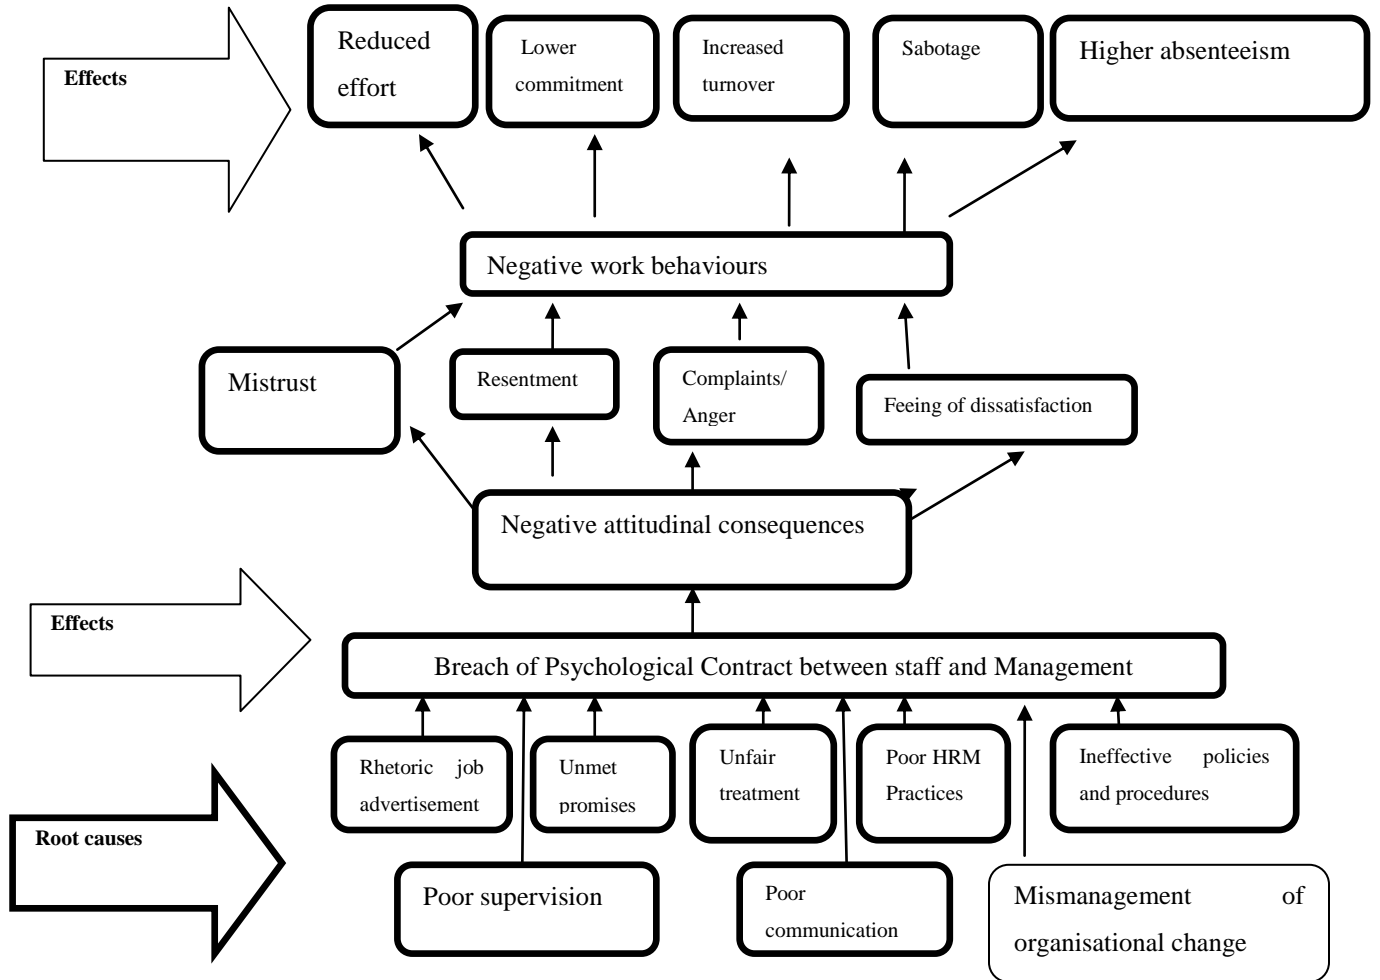 Effects
Reduced
effort
Lower
commitment
Increased
turnover
Sabotage
Higher absenteeism
Negative work behaviours
Mistrust
Resentment
Complaints/
Anger
Feeing of dissatisfaction
Negative attitudinal consequences
Effects
Breach of Psychological Contract between staff and Management
Rhetoric job
advertisement
Unmet
promises
Unfair
treatment
Poor HRM
Practices
Ineffective policies
and procedures
Root causes
Poor supervision
Poor
communication
Mismanagement of
organisational change